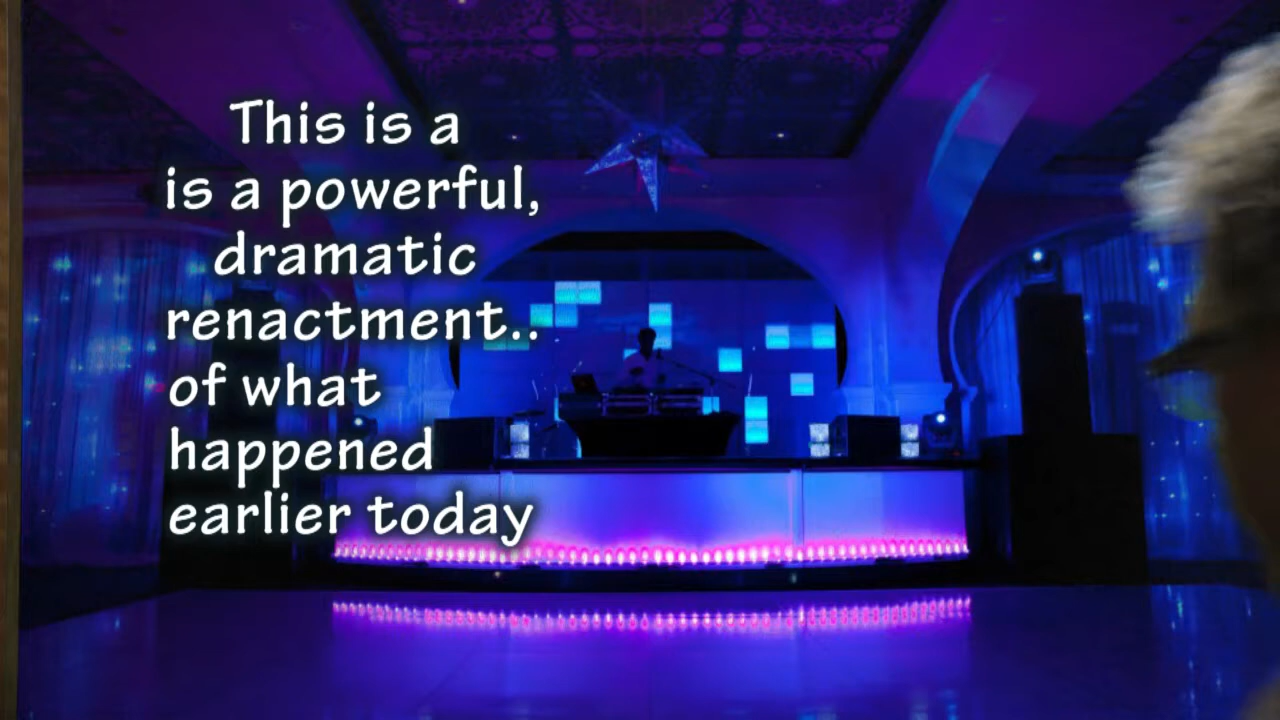 This is a
is a powerful,
dramatic
renactment..
of what
happened
earlier today